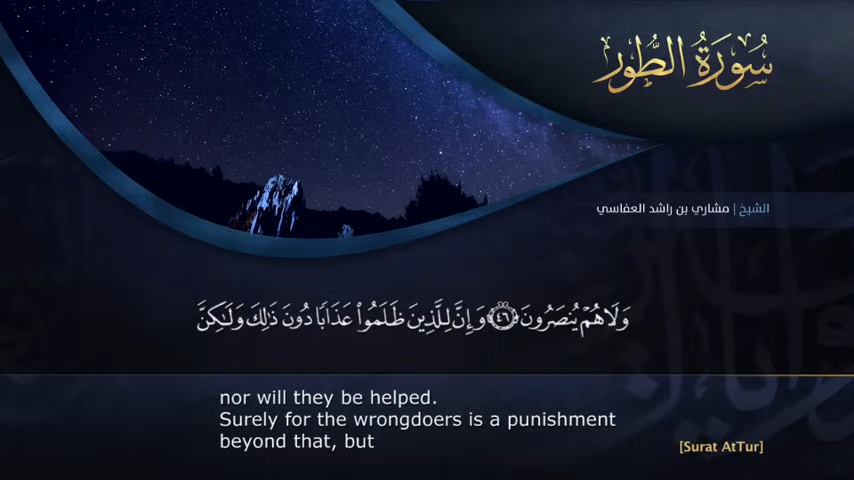 سُورَةُ الطُّورِ
الشيخ | مشاري بن راشد العفاسي
وَلَا هُمْ يُنصَرُونَ ٤٦ وَإِنَّ لِلَّذِينَ ظَلَمُوا۟ عَذَابًا دُونَ ذَٰلِكَ وَلَٰكِنَّ
nor will they be helped.
Surely for the wrongdoers is a punishment
beyond that, but
[Surat AtTur]